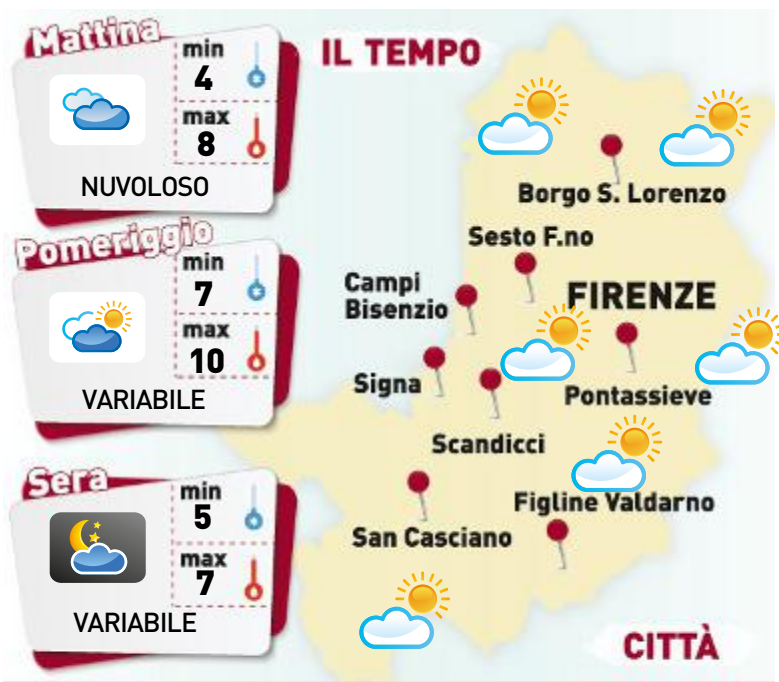 Mattina
min
4
max
8
NUVOLOSO
Pomeriggio
min
7
max
10
VARIABILE
Sera
min
5
max
7
VARIABILE
IL TEMPO
Borgo S. Lorenzo
Sesto F.no
Campi
Bisenzio
FIRENZE
Signa
Pontassieve
Scandicci
Figline Valdarno
San Casciano
CITTÀ